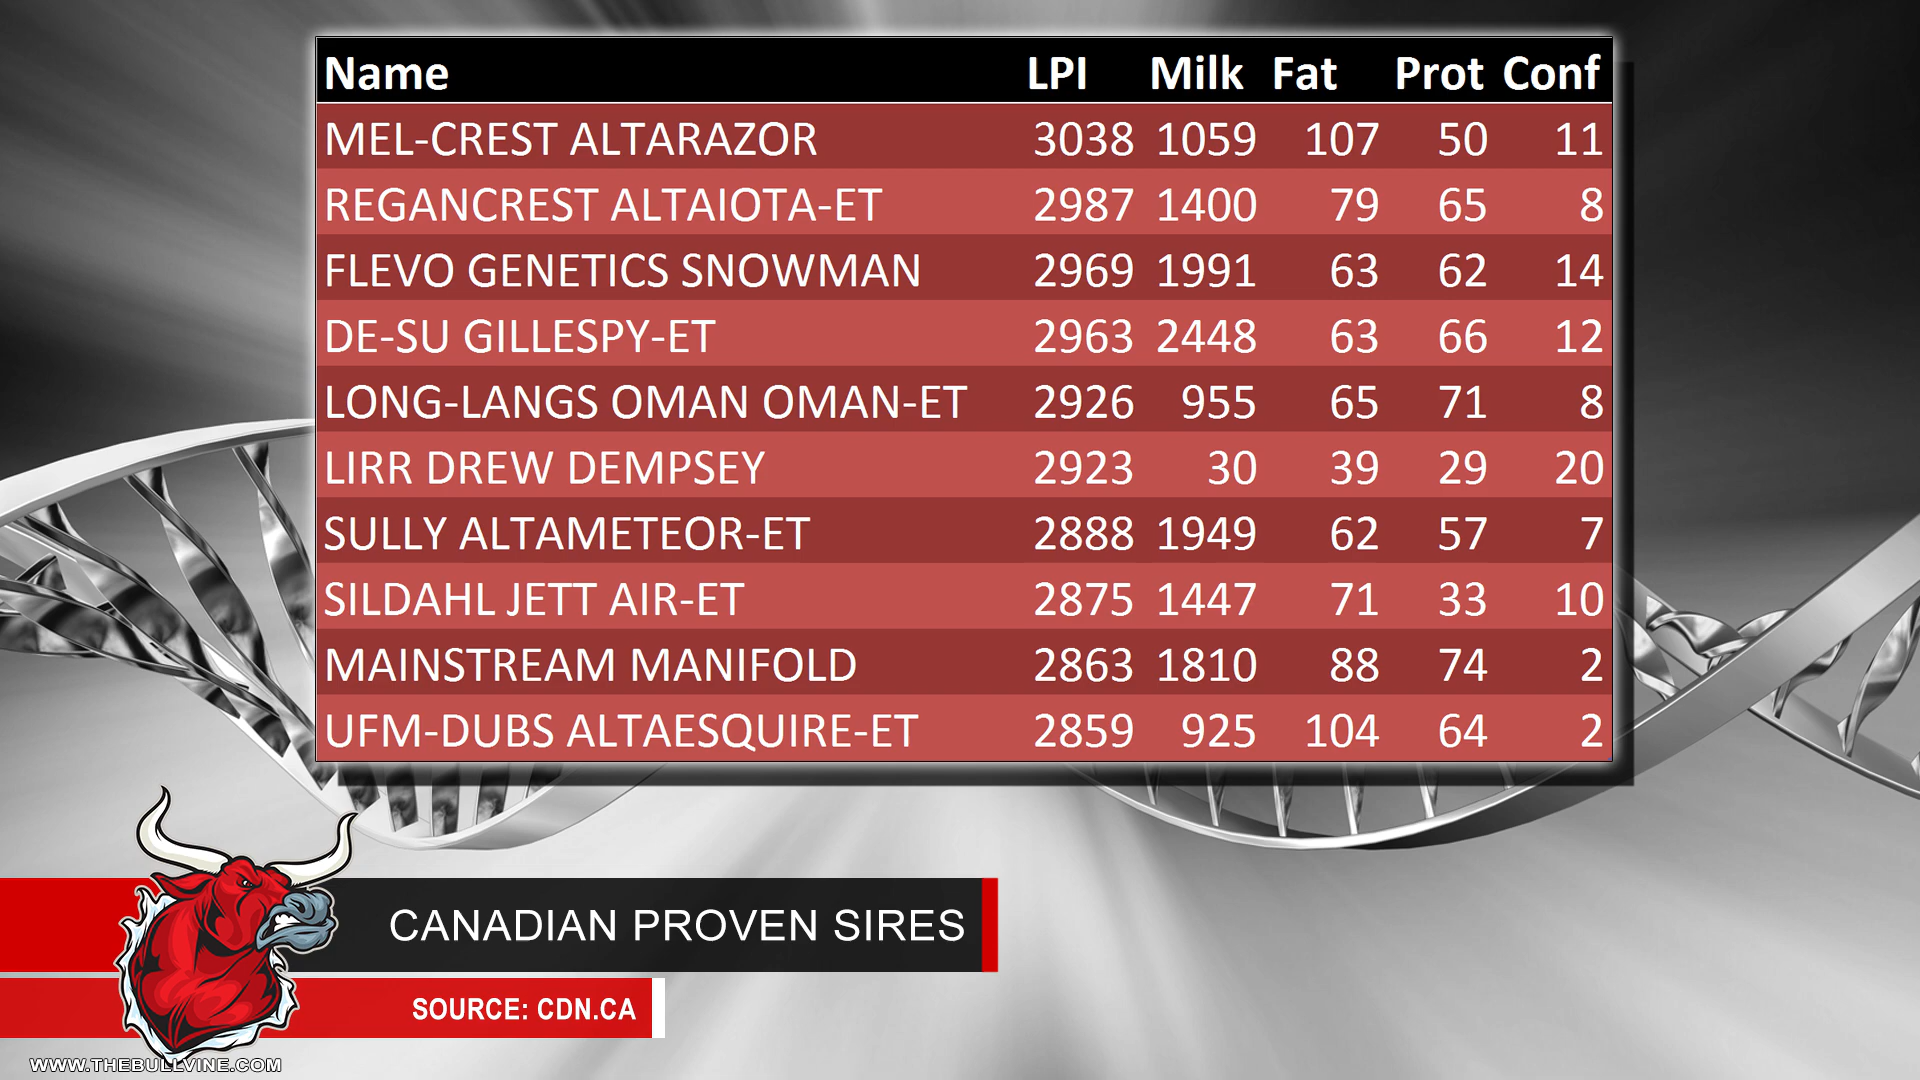 Name LPI Milk Fat Prot Conf
MEL-CREST ALTARAZOR 3038 1059 107 50 11
REGANCREST ALTAIOTA-ET 2987 1400 79 65 8
FLEVO GENETICS SNOWMAN 2969 1991 63 62 14
DE-SU GILLESPY-ET 2963 2448 63 66 12
LONG-LANGS OMAN OMAN-ET 2926 955 65 71 8
LIRR DREW DEMPSEY 2923 30 39 29 20
SULLY ALTAMETEOR-ET 2888 1949 62 57 7
SILDAHL JETT AIR-ET 2875 1447 71 33 10
MAINSTREAM MANIFOLD 2863 1810 88 74 2
UFM-DUBS ALTAESQUIRE-ET 2859 925 104 64 2
CANADIAN PROVEN SIRES
SOURCE: CDN.CA
WWW.THEBULLVINE.COM